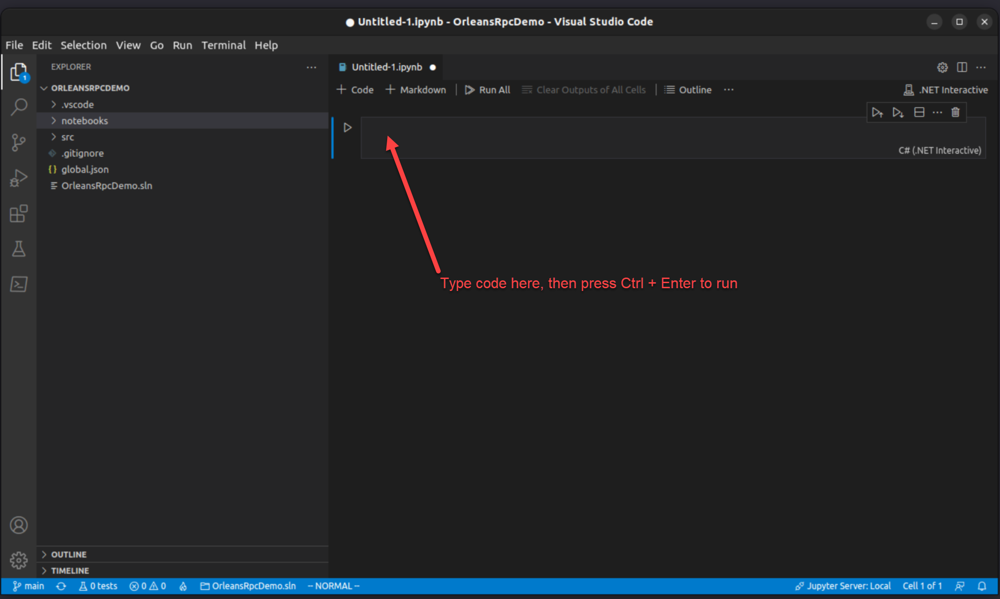 Untitled-1.ipynb - OrleansRpcDemo - Visual Studio Code
File Edit Selection View Go Run Terminal Help
EXPLORER
1
ORLEANSRPCDEMO
.vscode
notebooks
src
.gitignore
{} global.json
OrleansRpcDemo.sln
OUTLINE
TIMELINE
Untitled-1.ipynb
+ Code + Markdown | Run All Clear Outputs of All Cells | Outline ... .NET Interactive
C# (.NET Interactive)
Type code here, then press Ctrl + Enter to run
main 0 tests 0 0 OrleansRpcDemo.sln -- NORMAL -- Jupyter Server: Local Cell 1 of 1